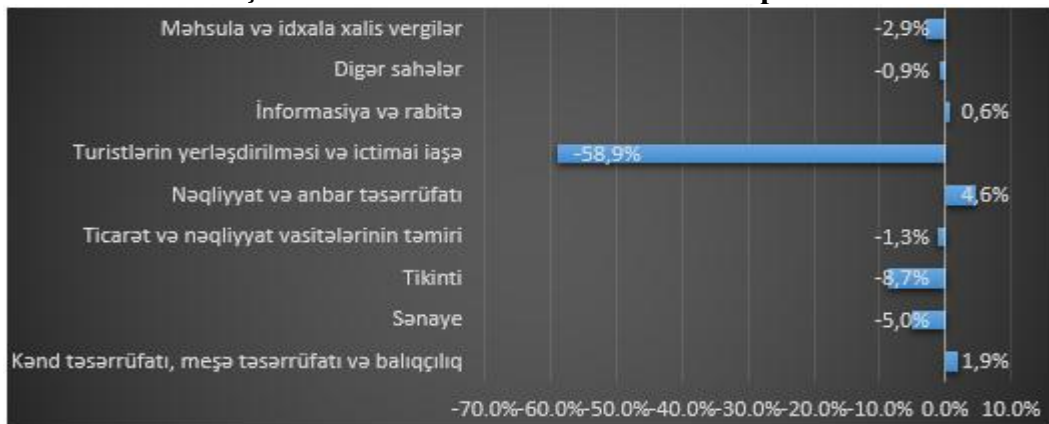 Məhsula və idxala xalis vergilər -2,9%
Digər sahələr -0,9%
İnformasiya və rabitə 0,6%
Turistlərin yerləşdirilməsi və ictimai iaşə -58,9%
Nəqliyyat və anbar təsərrüfatı 4,6%
Ticarət və nəqliyyat vasitələrinin təmiri -1,3%
Tikinti -8,7%
Sənaye -5,0%
Kənd təsərrüfatı, meşə təsərrüfatı və balıqçılıq 1,9%
-70.0% -60.0% -50.0% -40.0% -30.0% -20.0% -10.0% 0.0% 10.0%